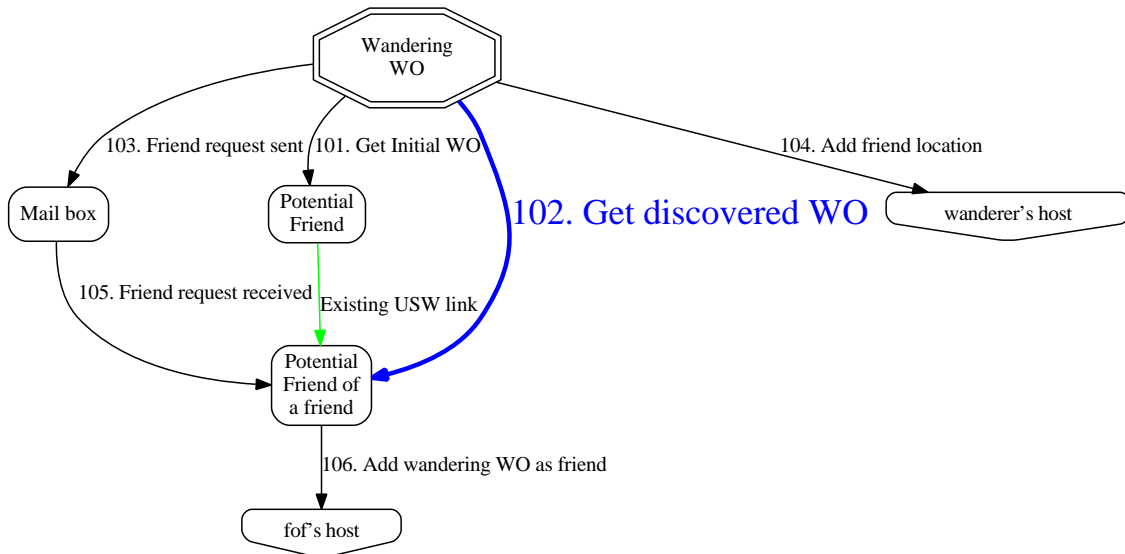 Wandering
WO
103. Friend request sent
101. Get Initial WO
104. Add friend location
Mail box
Potential
Friend
102. Get discovered WO
wanderer's host
105. Friend request received
Existing USW link
Potential
Friend of
a friend
106. Add wandering WO as friend
fof's host